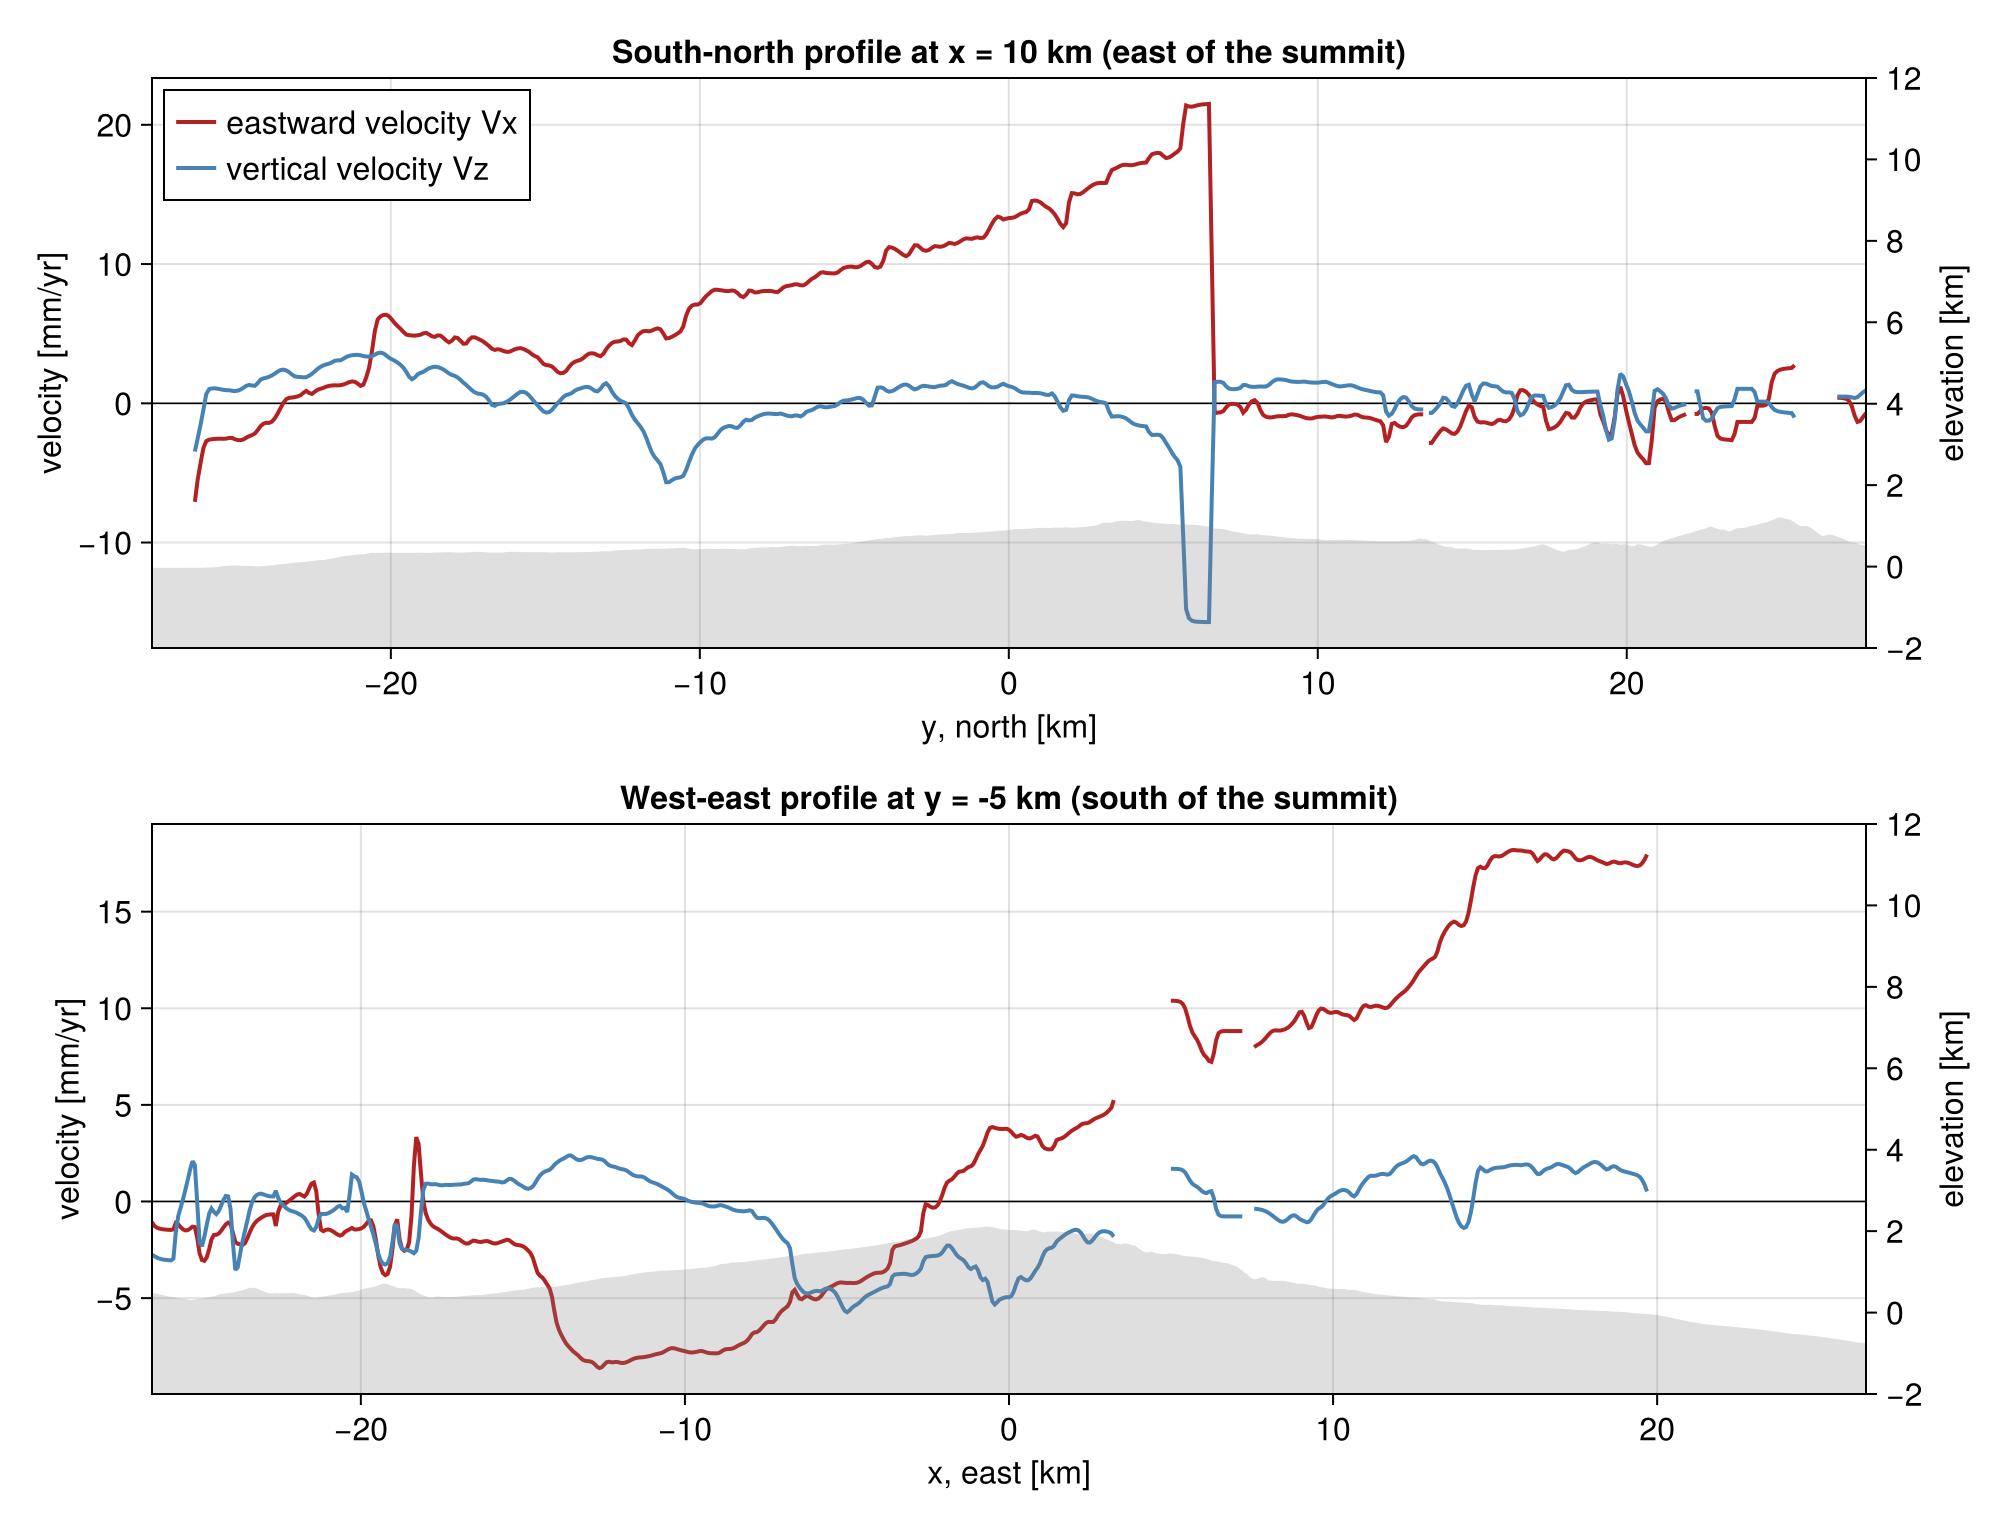 South-north profile at x = 10 km (east of the summit)
eastward velocity Vx
vertical velocity Vz
20
10
0
−10
velocity [mm/yr]
12
10
8
6
4
2
0
−2
elevation [km]
−20 −10 0 10 20
y, north [km]
West-east profile at y = -5 km (south of the summit)
15
10
5
0
−5
velocity [mm/yr]
12
10
8
6
4
2
0
−2
elevation [km]
−20 −10 0 10 20
x, east [km]